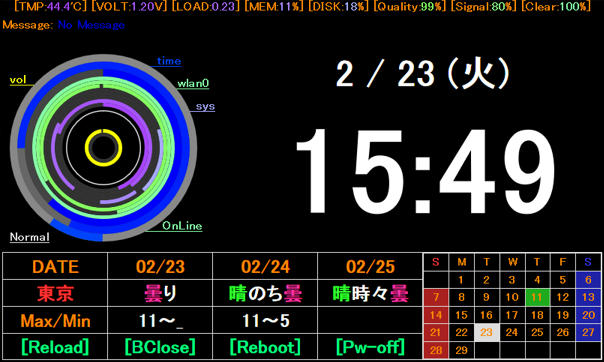 [TMP:44.4℃] [VOLT:1.20V] [LOAD:0.23] [MEM:11%] [DISK:18%] [Quality:99%] [Signal:80%] [Clear:100%]
Message: No Message
time
vol
wlan0
sys
OnLine
Normal
2 / 23 (火)
15:49
DATE 02/23 02/24 02/25
東京 曇り 晴のち曇 晴時々曇
Max/Min 11~_ 11~5
[Reload] [BClose] [Reboot] [Pw-off]
S M T W T F S
1 2 3 4 5 6
7 8 9 10 11 12 13
14 15 16 17 18 19 20
21 22 23 24 25 26 27
28 29